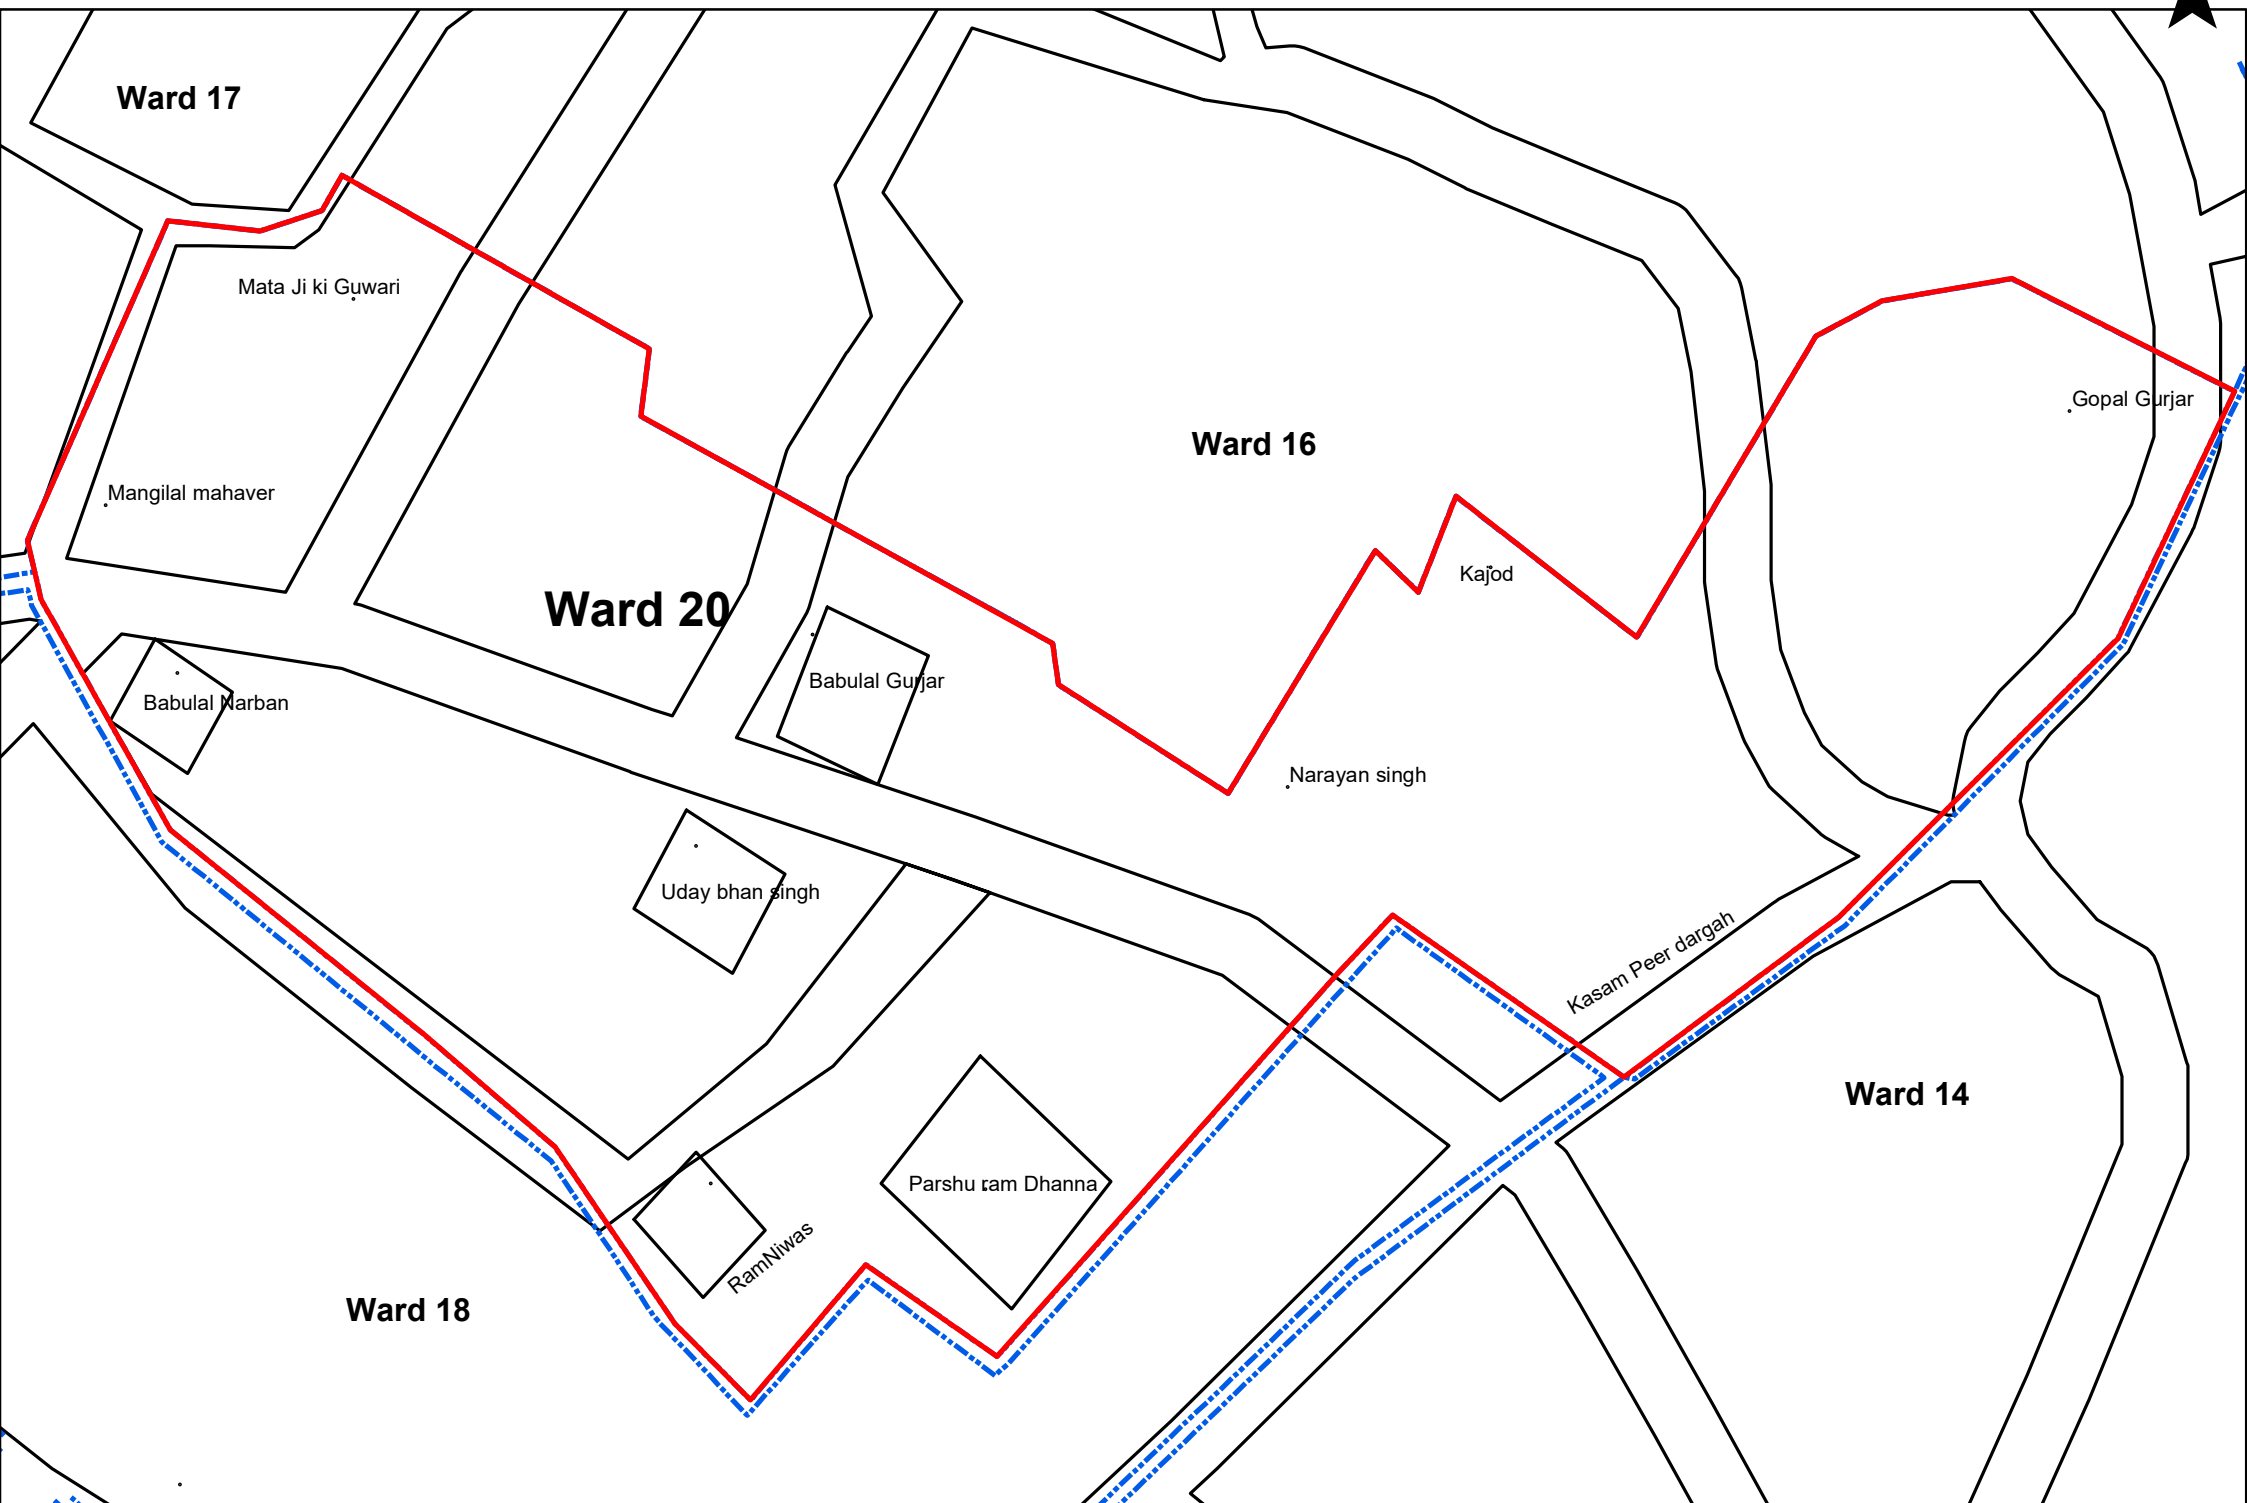 Ward 17
Mata Ji ki Guwari
Gopal Gurjar
Ward 16
Mangilal mahaver
Kajod
Ward 20
Babulal Gurjar
Babulal Narban
Narayan singh
Uday bhan singh
Kasam Peer dargah
Ward 14
Parshu ram Dhanna
RamNiwas
Ward 18